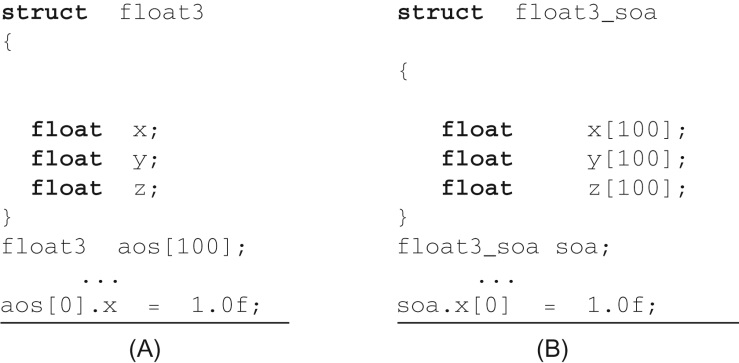 struct float3
{
float x;
float y;
float z;
}
float3 aos[100];
...
aos[0].x = 1.0f;
(A)
struct float3_soa
{
float x[100];
float y[100];
float z[100];
}
float3_soa soa;
...
soa.x[0] = 1.0f;
(B)